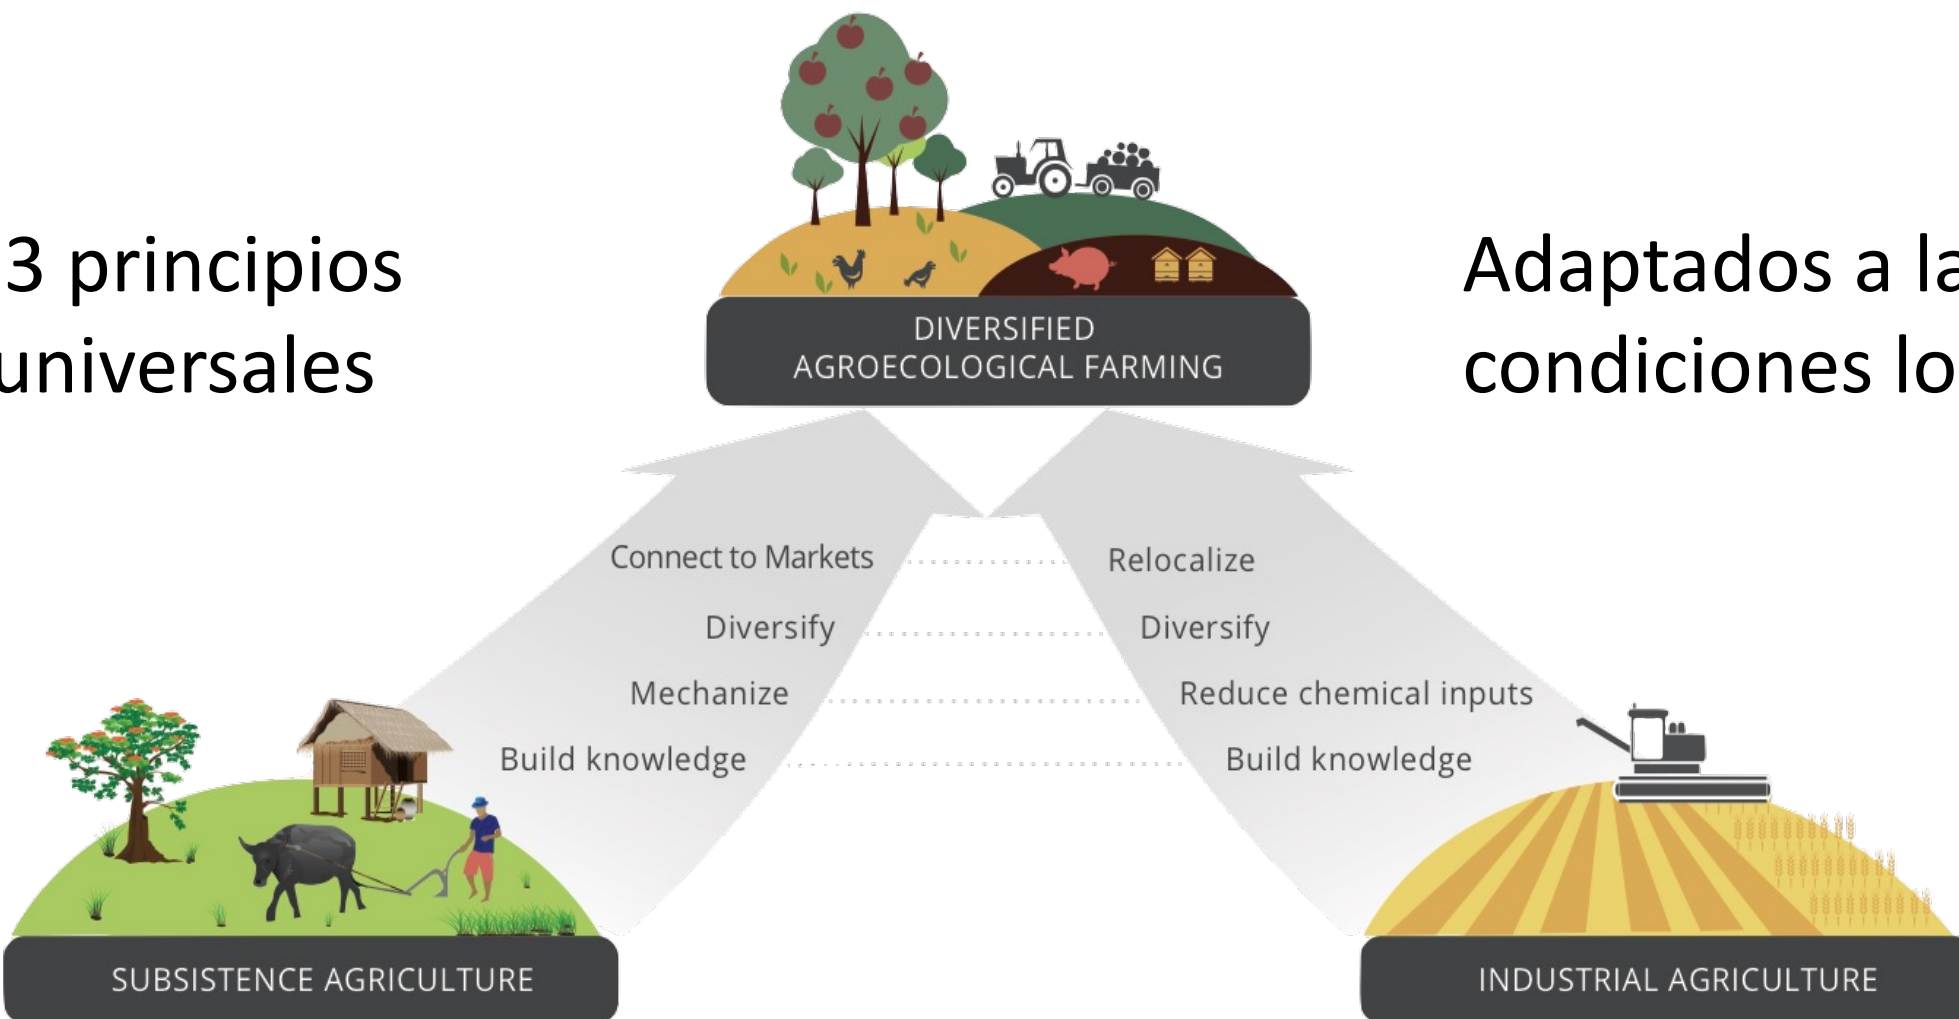 3 principios
universales
Adaptados a la
condiciones lo
DIVERSIFIED
AGROECOLOGICAL FARMING
Connect to Markets
Relocalize
Diversify
Diversify
Mechanize
Reduce chemical inputs
Build knowledge
Build knowledge
SUBSISTENCE AGRICULTURE
INDUSTRIAL AGRICULTURE